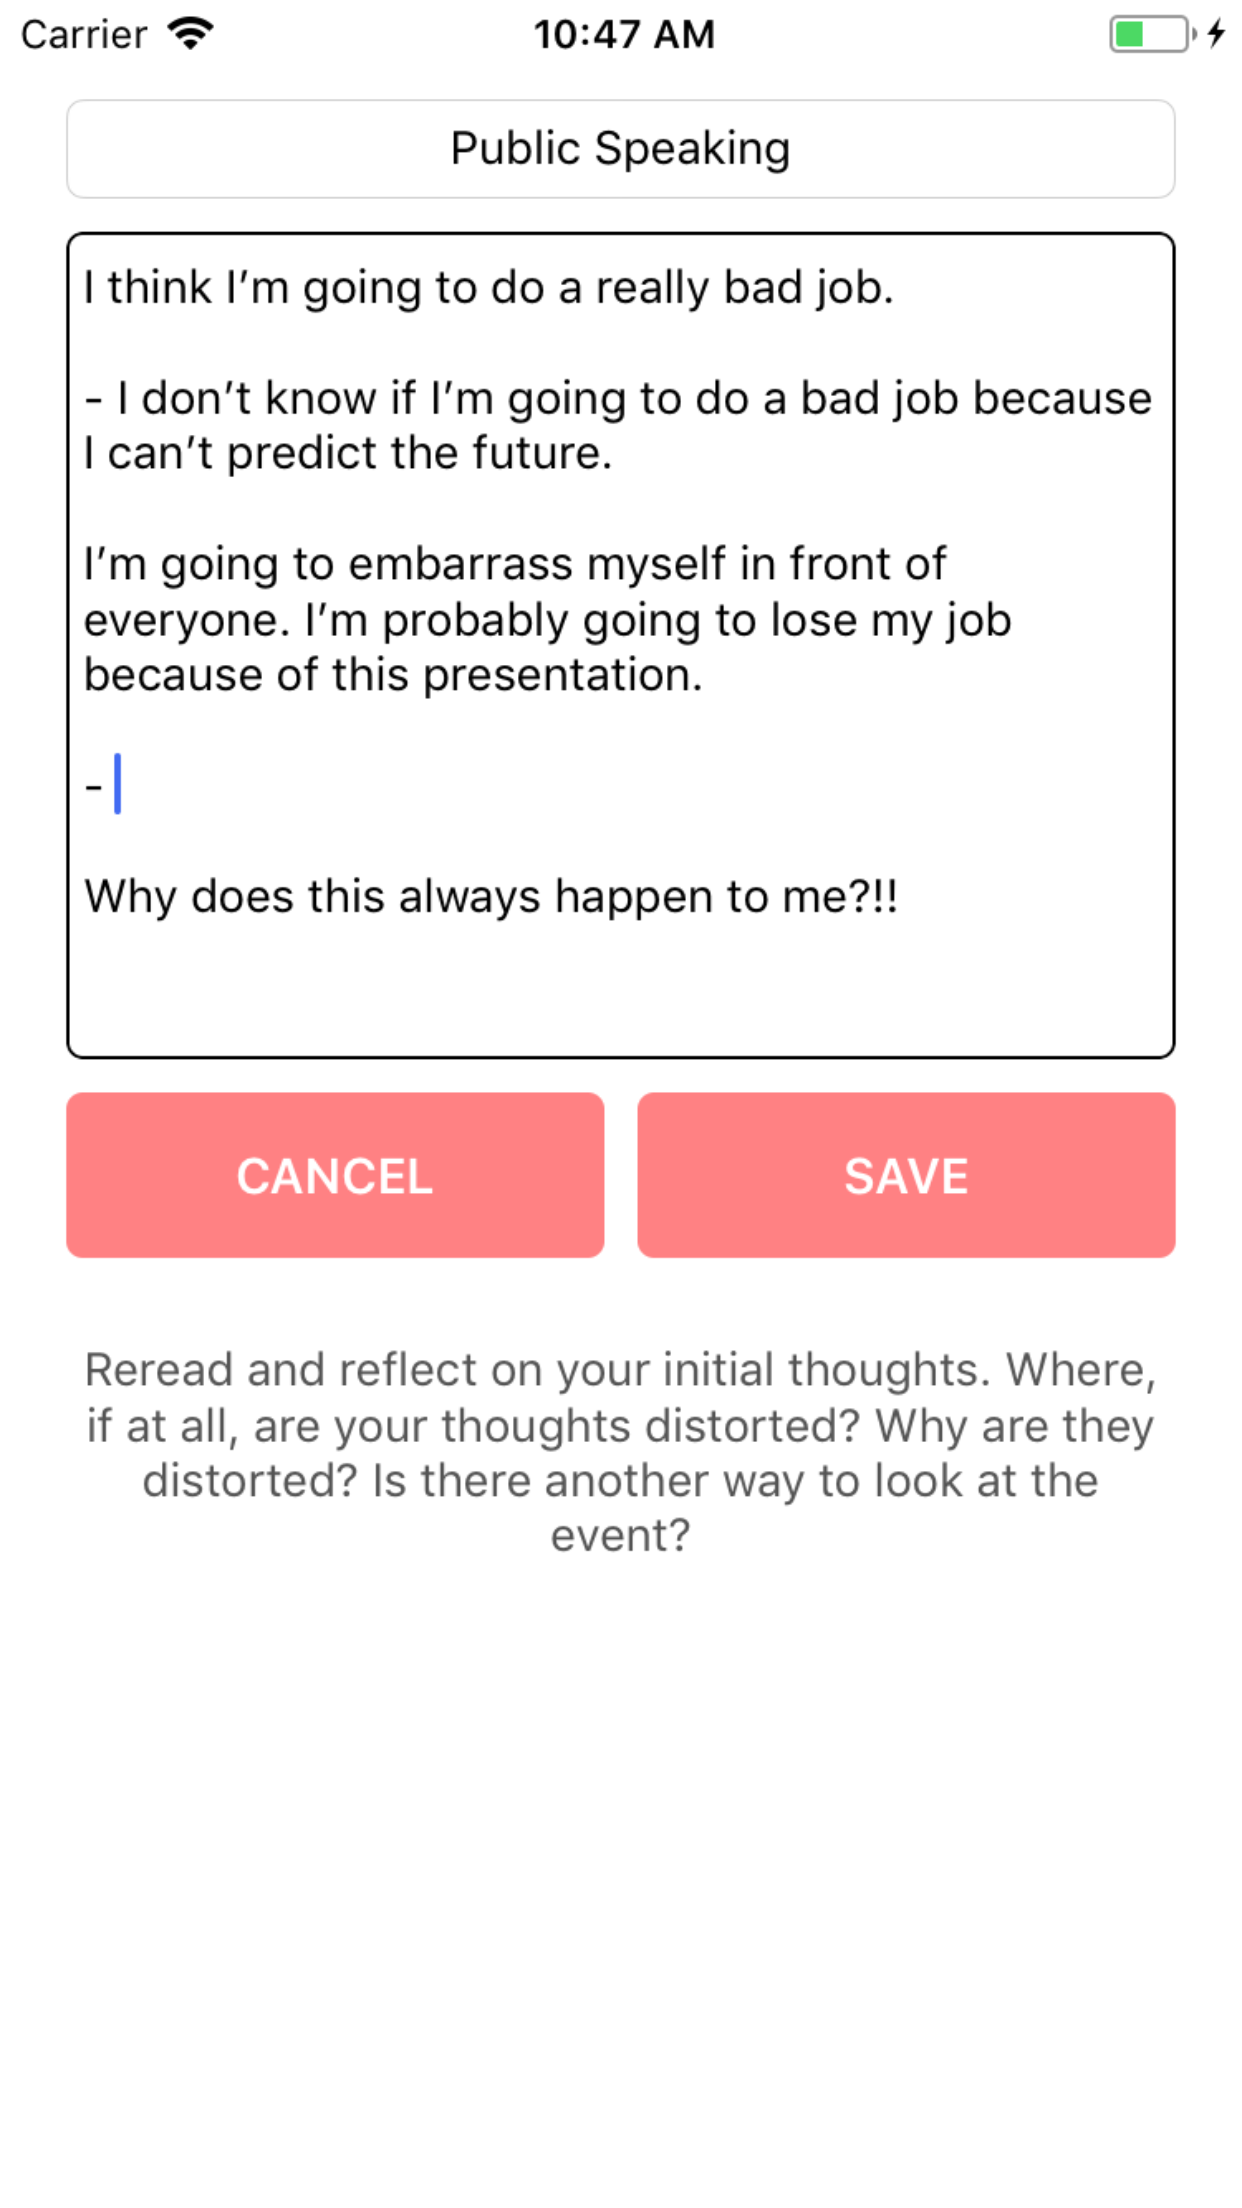 Carrier
10:47 AM
Public Speaking
I think I’m going to do a really bad job.
- I don’t know if I’m going to do a bad job because
I can’t predict the future.
I’m going to embarrass myself in front of
everyone. I’m probably going to lose my job
because of this presentation.
-
Why does this always happen to me?!!
CANCEL
SAVE
Reread and reflect on your initial thoughts. Where,
if at all, are your thoughts distorted? Why are they
distorted? Is there another way to look at the
event?